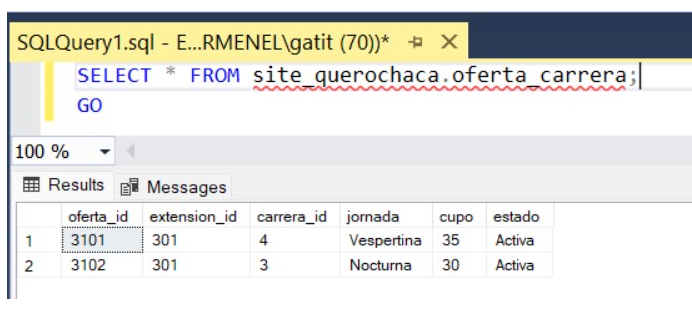 SQLQuery1.sql - E...RMENEL\gatit (70))*
SELECT * FROM site_querochaca.oferta_carrera;
GO
100 %
Results Messages
oferta_id extension_id carrera_id jornada cupo estado
1 3101 301 4 Vespertina 35 Activa
2 3102 301 3 Nocturna 30 Activa